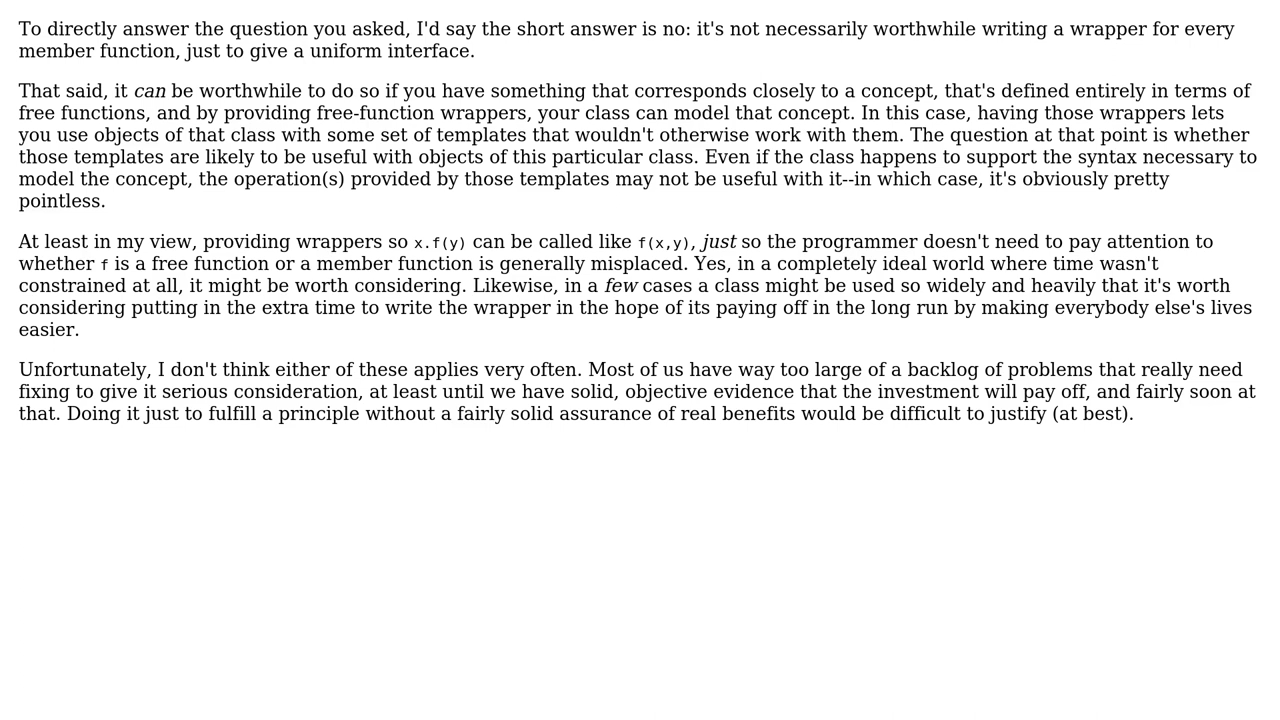 To directly answer the question you asked, I'd say the short answer is no: it's not necessarily worthwhile writing a wrapper for every
member function, just to give a uniform interface.
That said, it can be worthwhile to do so if you have something that corresponds closely to a concept, that's defined entirely in terms of
free functions, and by providing free-function wrappers, your class can model that concept. In this case, having those wrappers lets
you use objects of that class with some set of templates that wouldn't otherwise work with them. The question at that point is whether
those templates are likely to be useful with objects of this particular class. Even if the class happens to support the syntax necessary to
model the concept, the operation(s) provided by those templates may not be useful with it--in which case, it's obviously pretty
pointless.
At least in my view, providing wrappers so x.f(y) can be called like f(x,y), just so the programmer doesn't need to pay attention to
whether f is a free function or a member function is generally misplaced. Yes, in a completely ideal world where time wasn't
constrained at all, it might be worth considering. Likewise, in a few cases a class might be used so widely and heavily that it's worth
considering putting in the extra time to write the wrapper in the hope of its paying off in the long run by making everybody else's lives
easier.
Unfortunately, I don't think either of these applies very often. Most of us have way too large of a backlog of problems that really need
fixing to give it serious consideration, at least until we have solid, objective evidence that the investment will pay off, and fairly soon at
that. Doing it just to fulfill a principle without a fairly solid assurance of real benefits would be difficult to justify (at best).